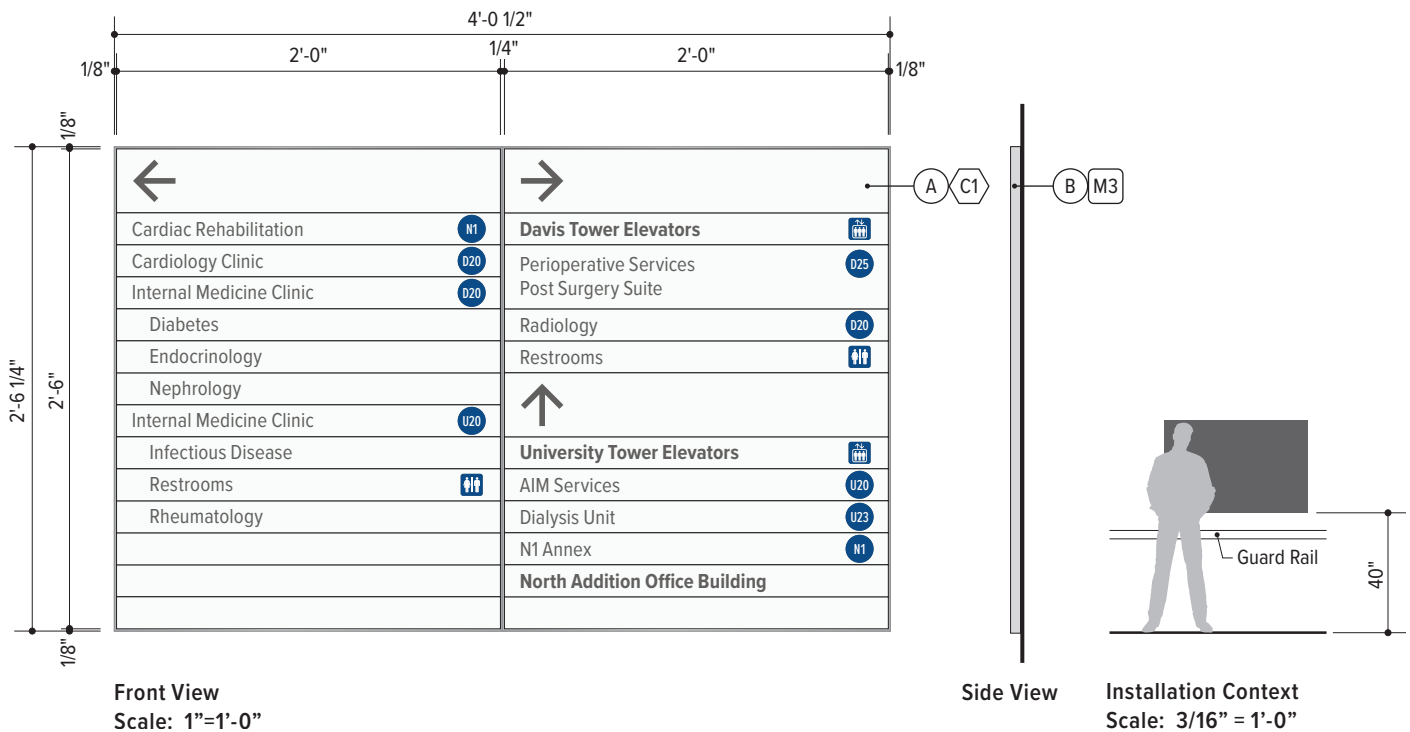 4'-0 1/2"
1/8"
2'-0"
1/4"
2'-0"
1/8"
1/8"
2'-6 1/4"
2'-6"
1/8"
Cardiac Rehabilitation N1
Cardiology Clinic D20
Internal Medicine Clinic D20
Diabetes
Endocrinology
Nephrology
Internal Medicine Clinic U20
Infectious Disease
Restrooms
Rheumatology
Davis Tower Elevators
Perioperative Services D25
Post Surgery Suite
Radiology D20
Restrooms
University Tower Elevators
AIM Services U20
Dialysis Unit U23
N1 Annex N1
North Addition Office Building
A C1
B M3
Guard Rail
40"
Front View
Scale: 1”=1’-0”
Side View
Installation Context
Scale: 3/16” = 1’-0”